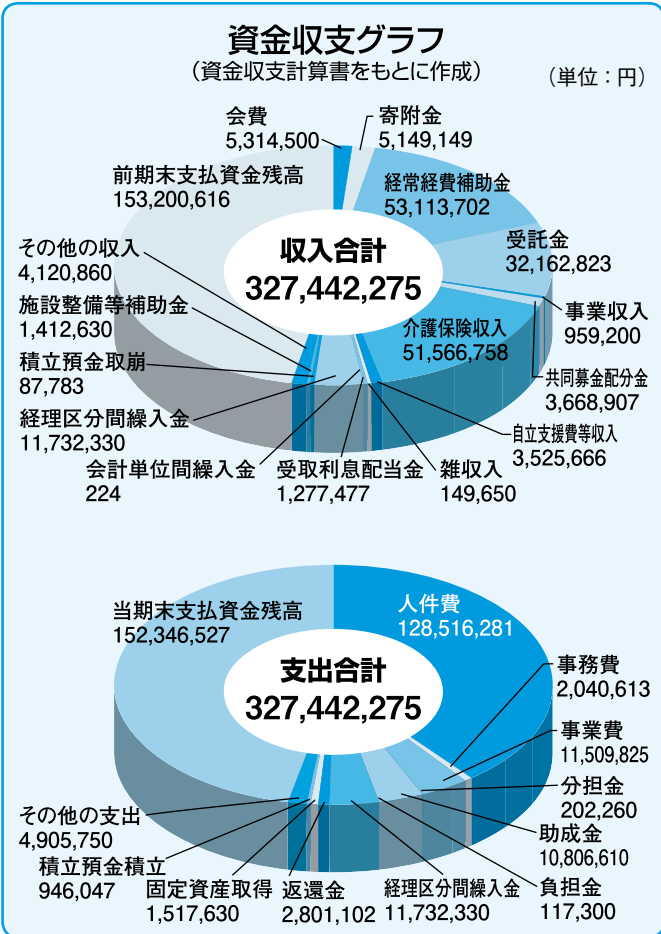 資金収支グラフ
(資金収支計算書をもとに作成)
(単位：円)
会費
5,314,500
寄附金
5,149,149
前期末支払資金残高
153,200,616
経常経費補助金
53,113,702
受託金
32,162,823
その他の収入
4,120,860
収入合計
327,442,275
施設整備等補助金
1,412,630
事業収入
959,200
介護保険収入
51,566,758
積立預金取崩
87,783
共同募金配分金
3,668,907
経理区分間繰入金
11,732,330
自立支援費等収入
3,525,666
会計単位間繰入金
224
受取利息配当金
1,277,477
雑収入
149,650
当期末支払資金残高
152,346,527
人件費
128,516,281
支出合計
327,442,275
事務費
2,040,613
事業費
11,509,825
分担金
202,260
その他の支出
4,905,750
助成金
10,806,610
積立預金積立
946,047
固定資産取得
1,517,630
返還金
2,801,102
経理区分間繰入金
11,732,330
負担金
117,300